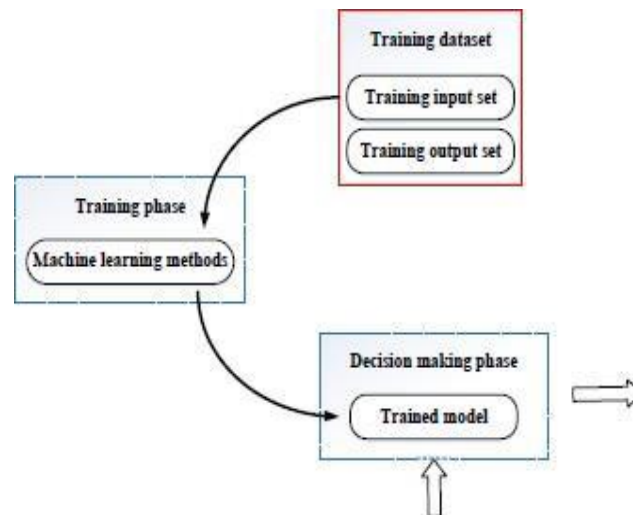 Training dataset
Training input set
Training output set
Training phase
Machine learning methods
Decision making phase
Trained model